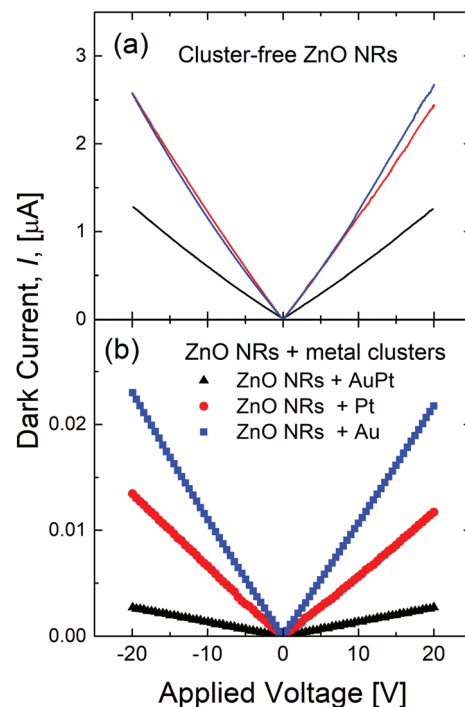 (a) Cluster-free ZnO NRs
3
2
1
0
Dark Current, I, [μA]
(b) ZnO NRs + metal clusters
ZnO NRs + AuPt
ZnO NRs + Pt
ZnO NRs + Au
0.02
0.01
0.00
-20 -10 0 10 20
Applied Voltage [V]